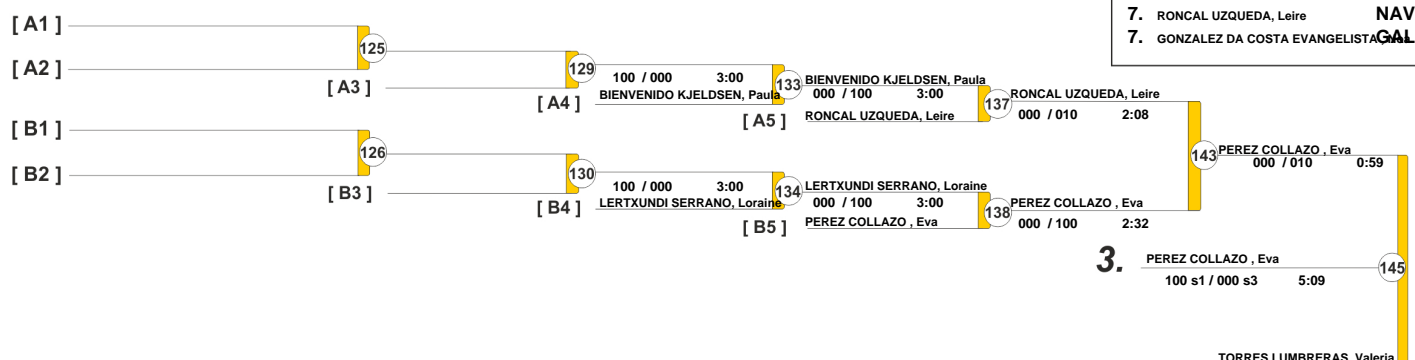 7. RONCAL UZQUEDA, Leire NAV
7. GONZALEZ DA COSTA EVANGELISTA, GAL
[ A1 ]
125
[ A2 ]
[ A3 ]
129
[ A4 ]
100 / 000 3:00
BIENVENIDO KJELDSEN, Paula
133
[ A5 ]
BIENVENIDO KJELDSEN, Paula
000 / 100 3:00
RONCAL UZQUEDA, Leire
137
RONCAL UZQUEDA, Leire
000 / 010 2:08
[ B1 ]
126
[ B2 ]
[ B3 ]
130
[ B4 ]
100 / 000 3:00
LERTXUNDI SERRANO, Loraine
134
[ B5 ]
LERTXUNDI SERRANO, Loraine
000 / 100 3:00
PEREZ COLLAZO , Eva
138
PEREZ COLLAZO , Eva
000 / 100 2:32
143
PEREZ COLLAZO , Eva
000 / 010 0:59
3.
PEREZ COLLAZO , Eva
100 s1 / 000 s3 5:09
145
TORRES LUMBRERAS, Valeria